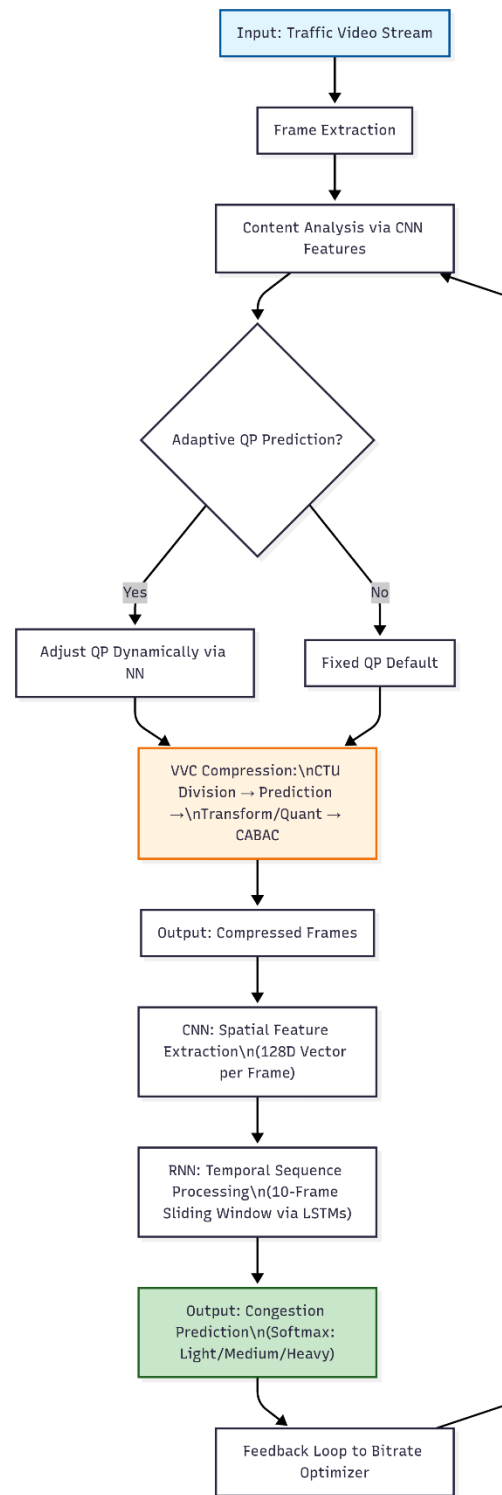 Input: Traffic Video Stream
Frame Extraction
Content Analysis via CNN
Features
Adaptive QP Prediction?
Yes
No
Adjust QP Dynamically via
NN
Fixed QP Default
VVC Compression:\nCTU
Division → Prediction
→\nTransform/Quant →
CABAC
Output: Compressed Frames
CNN: Spatial Feature
Extraction\n(128D Vector
per Frame)
RNN: Temporal Sequence
Processing\n(10-Frame
Sliding Window via LSTMs)
Output: Congestion
Prediction\n(Softmax:
Light/Medium/Heavy)
Feedback Loop to Bitrate
Optimizer